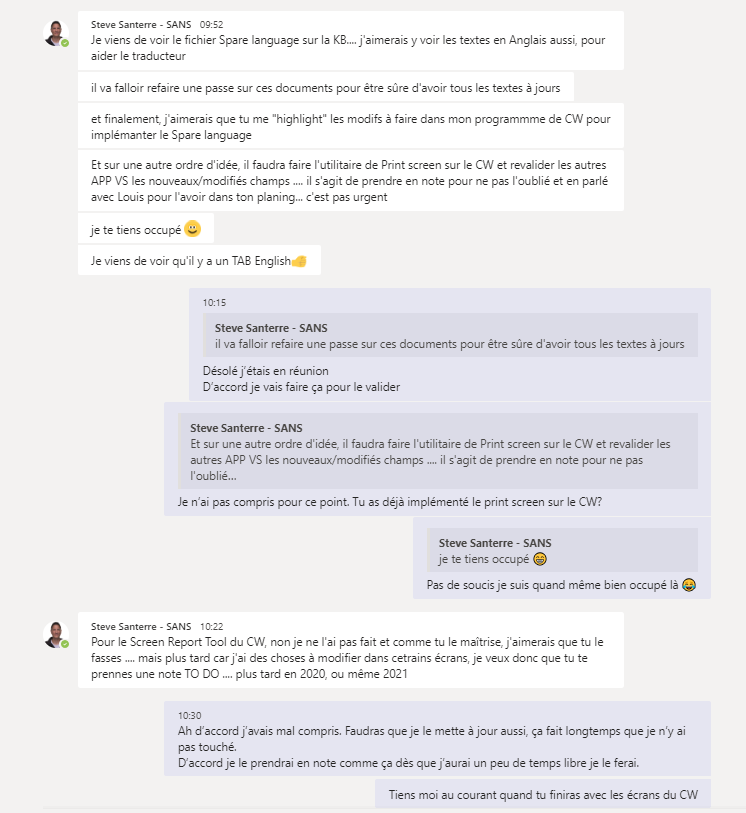 Steve Santerre - SANS 09:52
Je viens de voir le fichier Spare language sur la KB.... j'aimerais y voir les textes en Anglais aussi, pour
aider le traducteur
il va falloir refaire une passe sur ces documents pour être sûre d'avoir tous les textes à jours
et finalement, j'aimerais que tu me "highlight" les modifs à faire dans mon programmme de CW pour
implémanter le Spare language
Et sur une autre ordre d'idée, il faudra faire l'utilitaire de Print screen sur le CW et revalider les autres
APP VS les nouveaux/modifiés champs .... il s'agit de prendre en note pour ne pas l'oublié et en parlé
avec Louis pour l'avoir dans ton planing... c'est pas urgent
je te tiens occupé 😀
Je viens de voir qu'il y a un TAB English👍
10:15
Steve Santerre - SANS
il va falloir refaire une passe sur ces documents pour être sûre d'avoir tous les textes à jours
Désolé j'étais en réunion
D'accord je vais faire ça pour le valider
Steve Santerre - SANS
Et sur une autre ordre d'idée, il faudra faire l'utilitaire de Print screen sur le CW et revalider les
autres APP VS les nouveaux/modifiés champs .... il s'agit de prendre en note pour ne pas
l'oublié...
Je n'ai pas compris pour ce point. Tu as déjà implémenté le print screen sur le CW?
Steve Santerre - SANS
je te tiens occupé 😁
Pas de soucis je suis quand même bien occupé là 😂
Steve Santerre - SANS 10:22
Pour le Screen Report Tool du CW, non je ne l'ai pas fait et comme tu le maîtrise, j'aimerais que tu le
fasses .... mais plus tard car j'ai des choses à modifier dans cetrains écrans, je veux donc que tu te
prennes une note TO DO .... plus tard en 2020, ou même 2021
10:30
Ah d'accord j'avais mal compris. Faudras que je le mette à jour aussi, ça fait longtemps que je n'y ai
pas touché.
D'accord je le prendrai en note comme ça dès que j'aurai un peu de temps libre je le ferai.
Tiens moi au courant quand tu finiras avec les écrans du CW